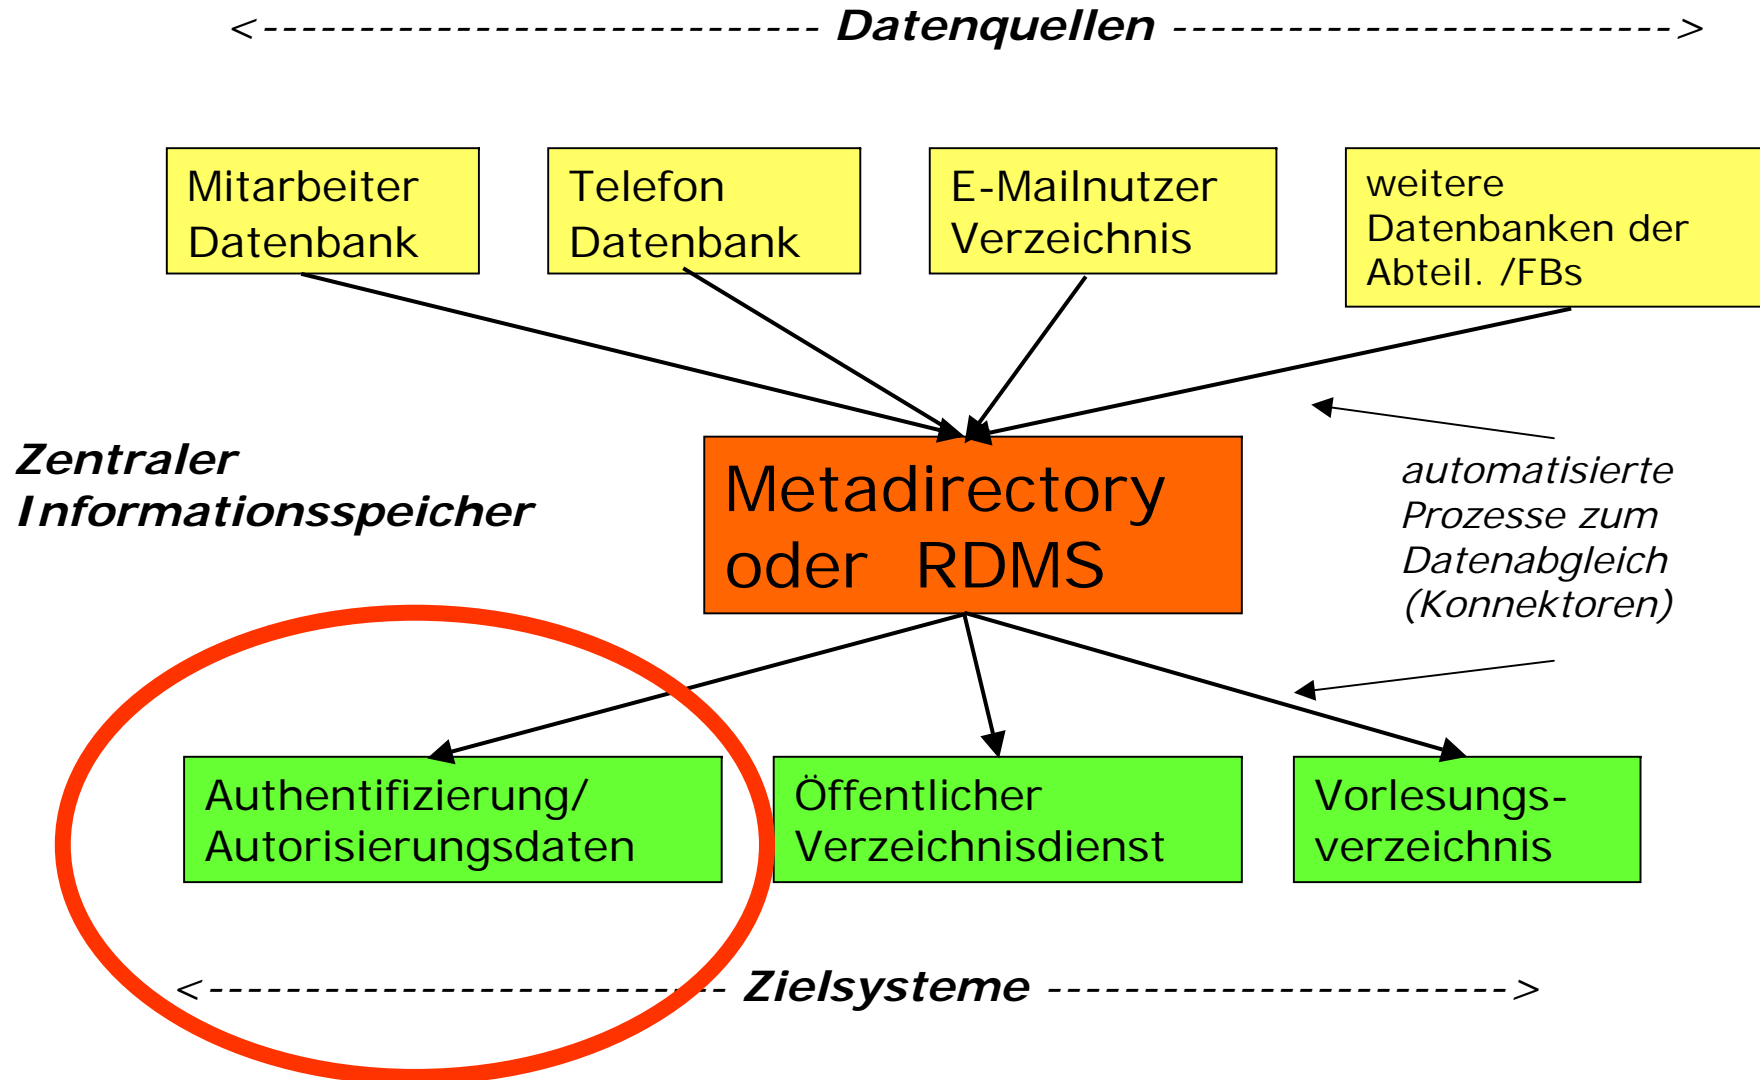 <---------------------------- Datenquellen -------------------------->
Mitarbeiter
Datenbank
Telefon
Datenbank
E-Mailnutzer
Verzeichnis
weitere
Datenbanken der
Abteil. /FBs
Zentraler
Informationsspeicher
Metadirectory
oder RDMS
automatisierte
Prozesse zum
Datenabgleich
(Konnektoren)
Authentifizierung/
Autorisierungsdaten
Öffentlicher
Verzeichnisdienst
Vorlesungs-
verzeichnis
<--------------------------- Zielsysteme ------------------------>